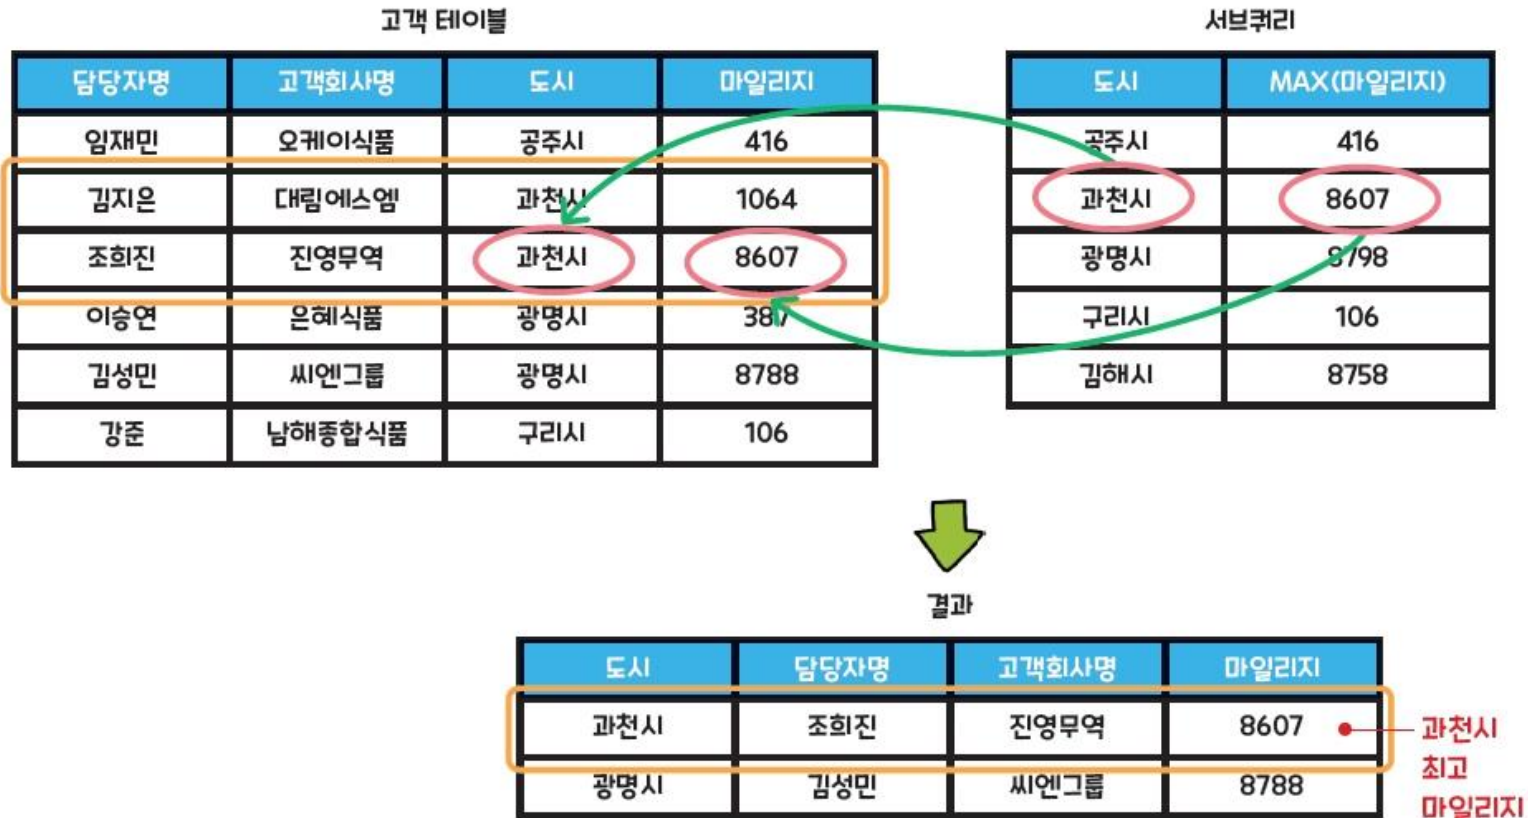 고객 테이블
담당자명 고객회사명 도시 마일리지
임재민 오케이식품 공주시 416
김지은 대림에스엠 과천시 1064
조희진 진영무역 과천시 8607
이승연 은혜식품 광명시 387
김성민 씨엔그룹 광명시 8788
강준 남해종합식품 구리시 106
서브쿼리
도시 MAX(마일리지)
공주시 416
과천시 8607
광명시 8798
구리시 106
김해시 8758
결과
도시 담당자명 고객회사명 마일리지
과천시 조희진 진영무역 8607
광명시 김성민 씨엔그룹 8788
과천시
최고
마일리지